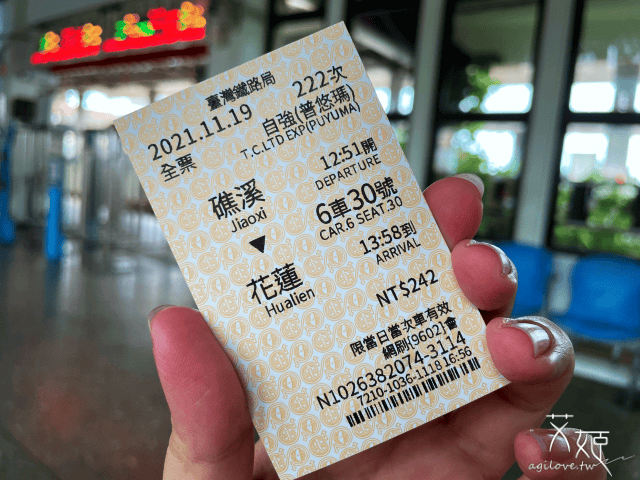 臺灣鐵路局
2021.11.19 222次
全票 自強(普悠瑪)
T.C.LTD EXP(PUYUMA)
礁溪 12:51開
Jiaoxi DEPARTURE
6車30號
CAR.6 SEAT.30
花蓮 13:58到
Hualien ARRIVAL
NT$242
限當日當次車有效
網刷[9602]會
N1026382074-3114
7210-1036-1118 16:56
芡姬
agilove.tw